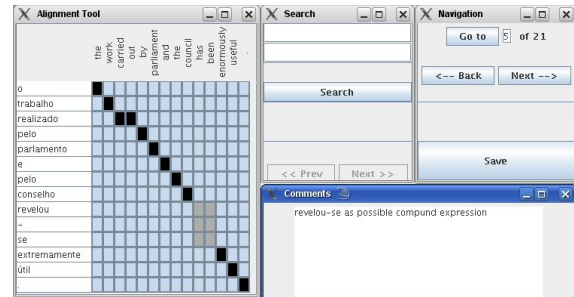 Alignment Tool
the
work
carried
out
by
parliament
and
the
council
has
been
enormously
useful
.
o
trabalho
realizado
pelo
parlamento
e
pelo
conselho
revelou
-
se
extremamente
útil
.
Search
Search
<< Prev Next >>
Navigation
Go to 5 of 21
<-- Back Next -->
Save
Comments
revelou-se as possible compund expression